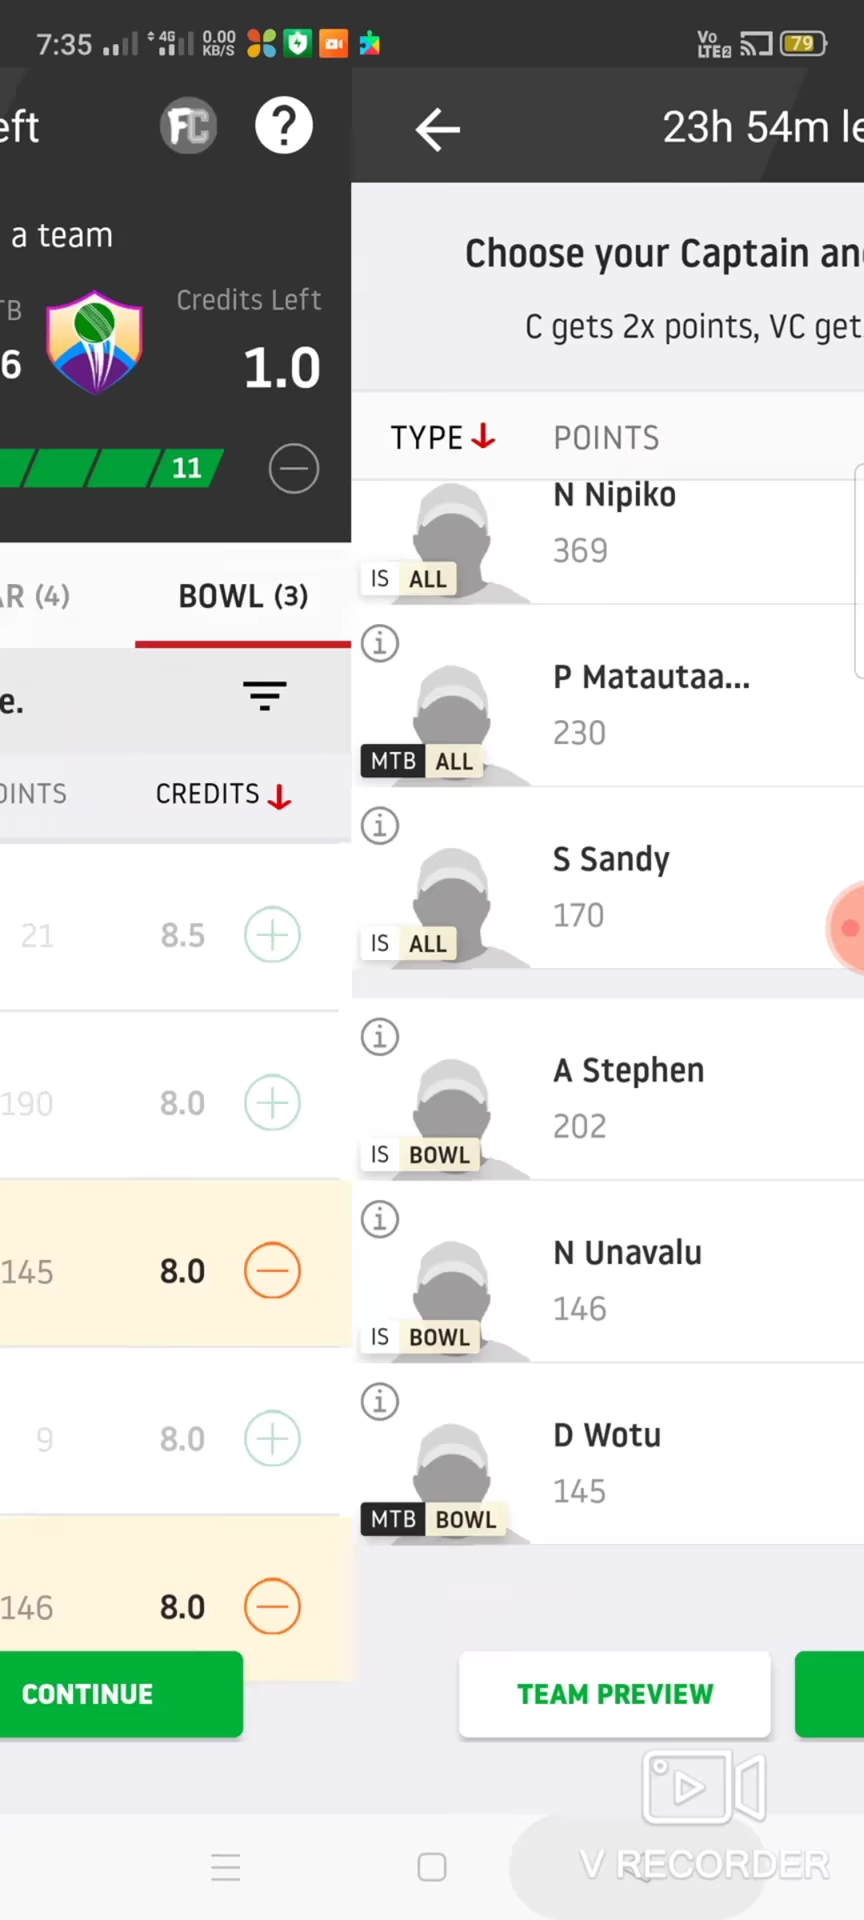 7:35 4G 0.00 KB/S Vo LTE2 79
eft FC ?
a team
TB Credits Left
6 1.0
11
AR (4) BOWL (3)
e.
OINTS CREDITS
21 8.5
190 8.0
145 8.0
9 8.0
146 8.0
CONTINUE
23h 54m le
Choose your Captain an
C gets 2x points, VC get
TYPE POINTS
N Nipiko
369
IS ALL
i
P Matautaa...
230
MTB ALL
i
S Sandy
170
IS ALL
i
A Stephen
202
IS BOWL
i
N Unavalu
146
IS BOWL
i
D Wotu
145
MTB BOWL
TEAM PREVIEW
V RECORDER